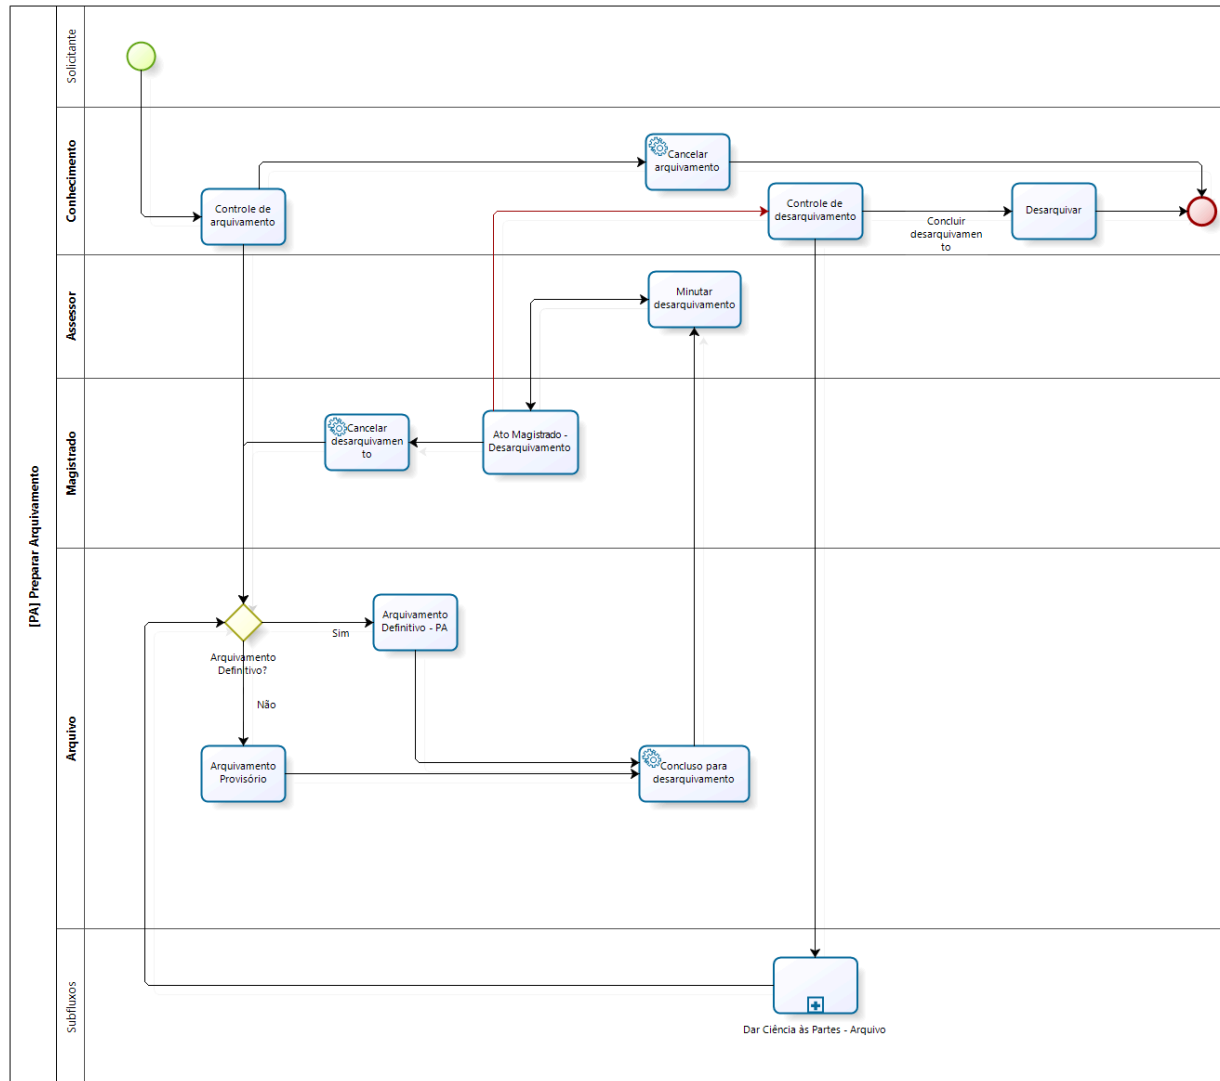 [PA] Preparar Arquivamento
Solicitante
Conhecimento
Cancelar
arquivamento
Controle de
arquivamento
Controle de
desarquivamento
Concluir
desarquivamen
to
Desarquivar
Assessor
Minutar
desarquivamento
Magistrado
Cancelar
desarquivamen
to
Ato Magistrado -
Desarquivamento
Arquivo
Arquivamento
Definitivo?
Sim
Não
Arquivamento
Definitivo - PA
Arquivamento
Provisório
Concluso para
desarquivamento
Subfluxos
Dar Ciência às Partes - Arquivo